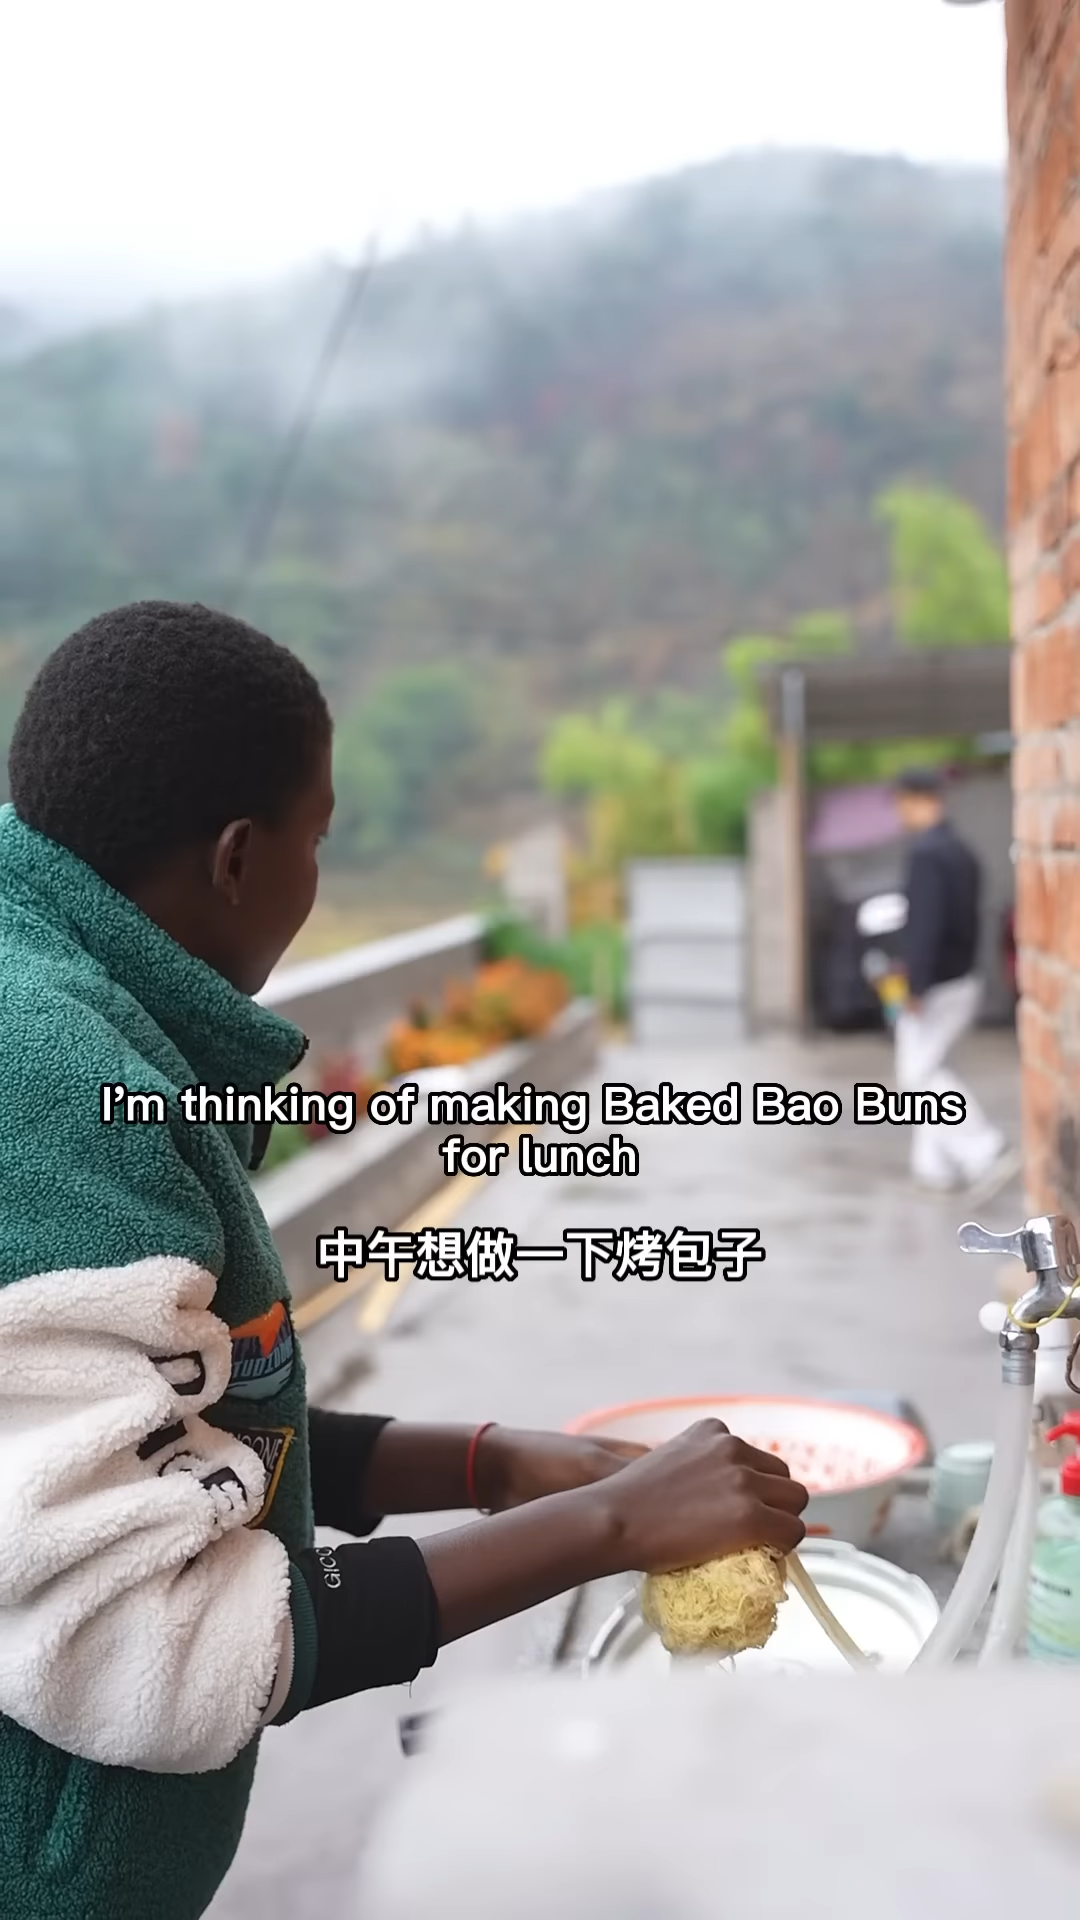 I'm thinking of making Baked Bao Buns
for lunch
中午想做一下烤包子